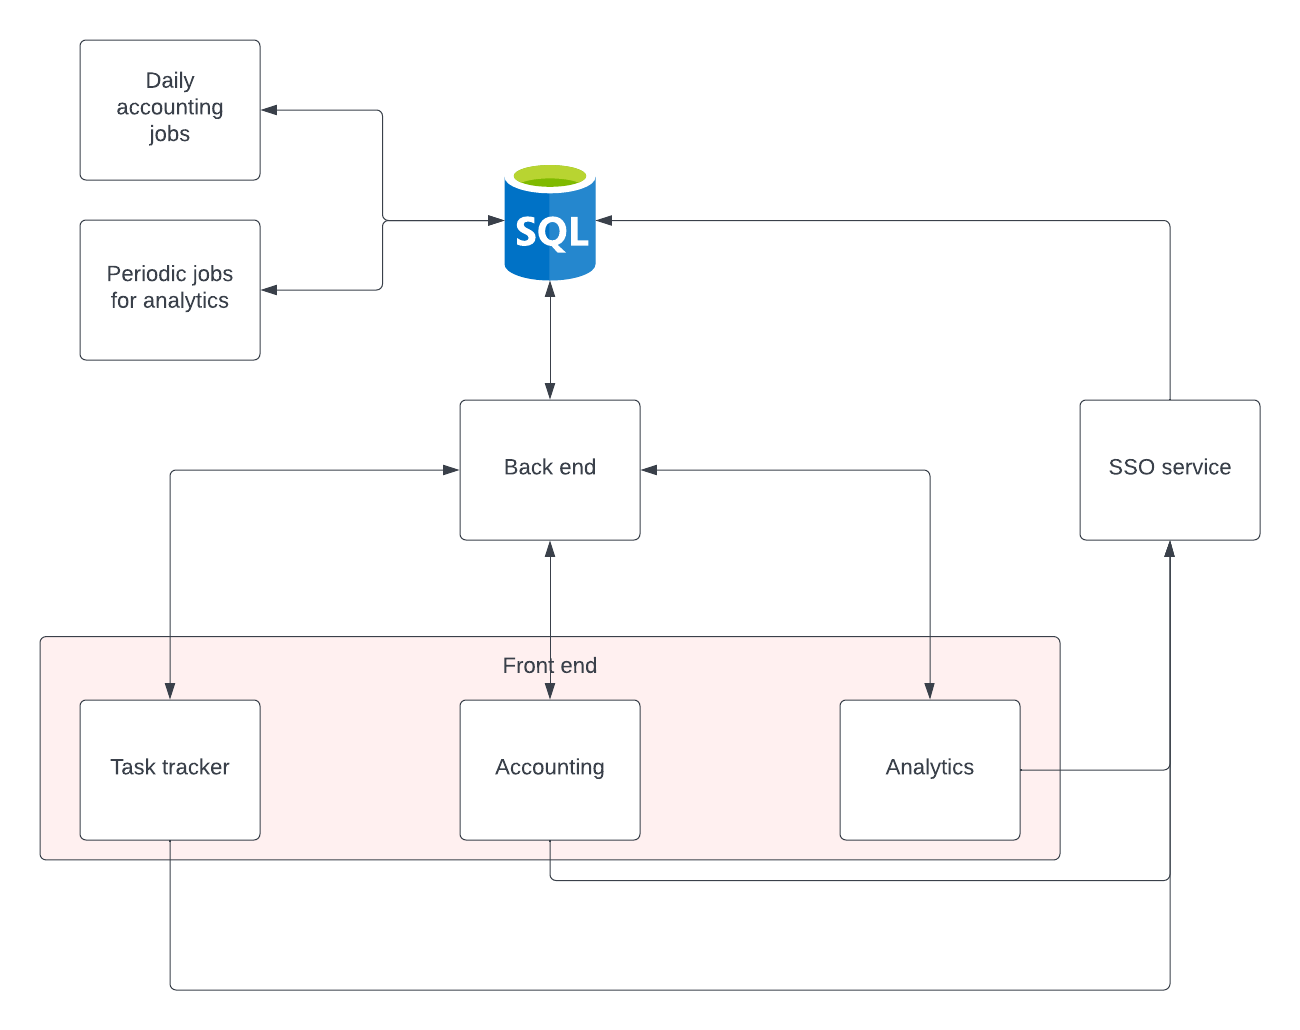 Daily
accounting
jobs
SQL
Periodic jobs
for analytics
Back end
SSO service
Front end
Task tracker
Accounting
Analytics